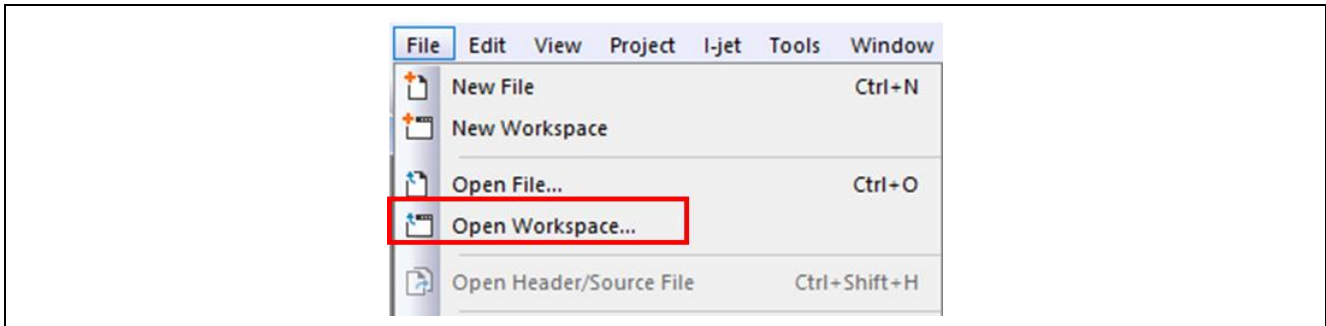 File Edit View Project I-jet Tools Window
New File Ctrl+N
New Workspace
Open File... Ctrl+O
Open Workspace...
Open Header/Source File Ctrl+Shift+H